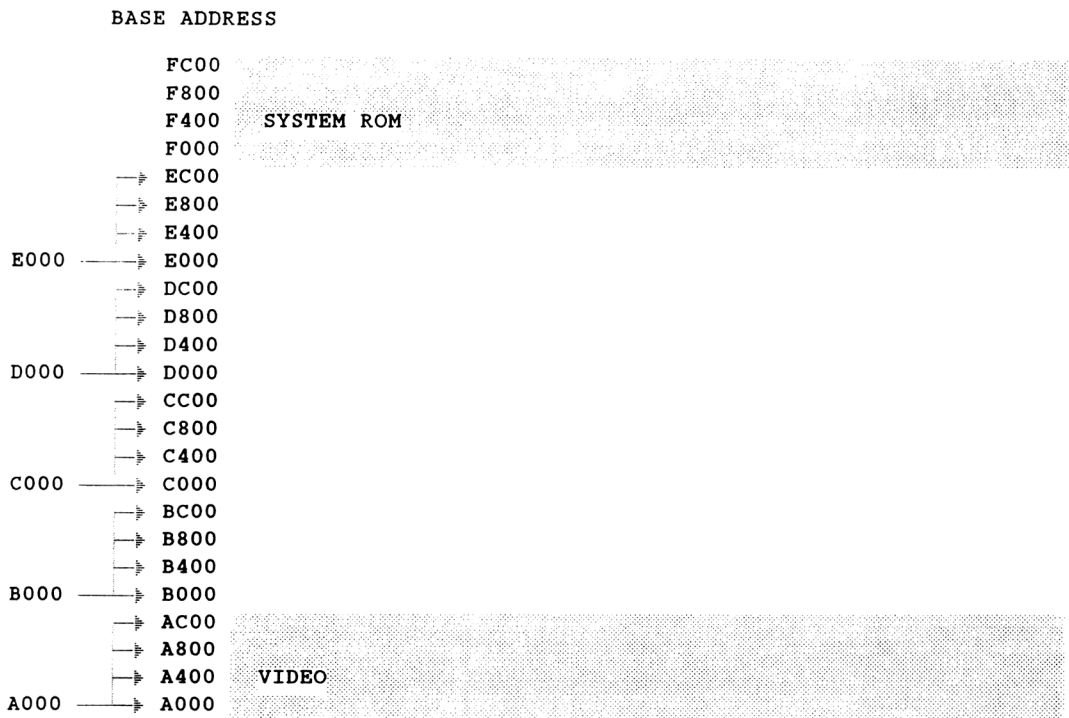 BASE ADDRESS
FC00
F800
F400 SYSTEM ROM
F000
EC00
E800
E400
E000 E000
DC00
D800
D400
D000 D000
CC00
C800
C400
C000 C000
BC00
B800
B400
B000 B000
AC00
A800
A400 VIDEO
A000 A000